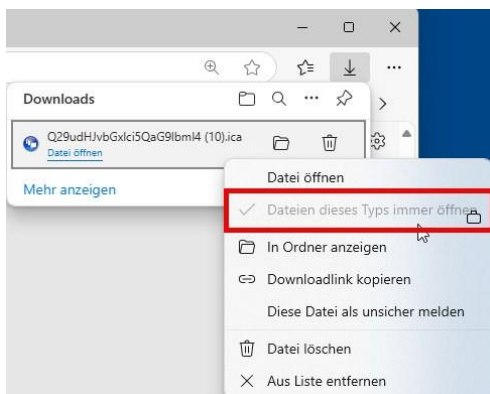 Downloads
Q29udHJvbGxlci5QaG9lbml4 (10).ica
Datei öffnen
Mehr anzeigen
Datei öffnen
Dateien dieses Typs immer öffnen
In Ordner anzeigen
Downloadlink kopieren
Diese Datei als unsicher melden
Datei löschen
Aus Liste entfernen